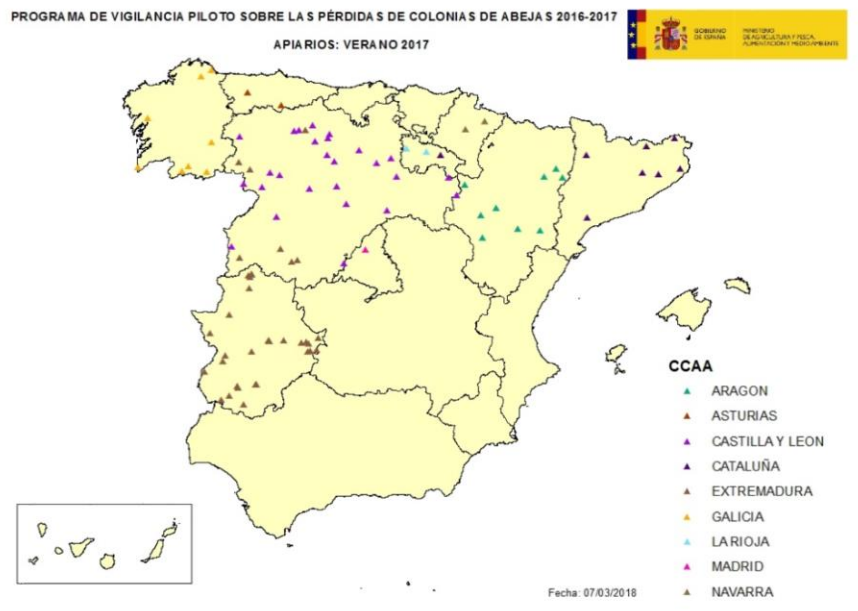 PROGRAMA DE VIGILANCIA PILOTO SOBRE LAS PÉRDIDAS DE COLONIAS DE ABEJAS 2016-2017
APIARIOS: VERANO 2017
GOBIERNO
DE ESPAÑA
MINISTERIO
DE AGRICULTURA Y PESCA,
ALIMENTACIÓN Y MEDIO AMBIENTE
CCAA
ARAGON
ASTURIAS
CASTILLA Y LEON
CATALUÑA
EXTREMADURA
GALICIA
LA RIOJA
MADRID
NAVARRA
Fecha: 07/03/2018